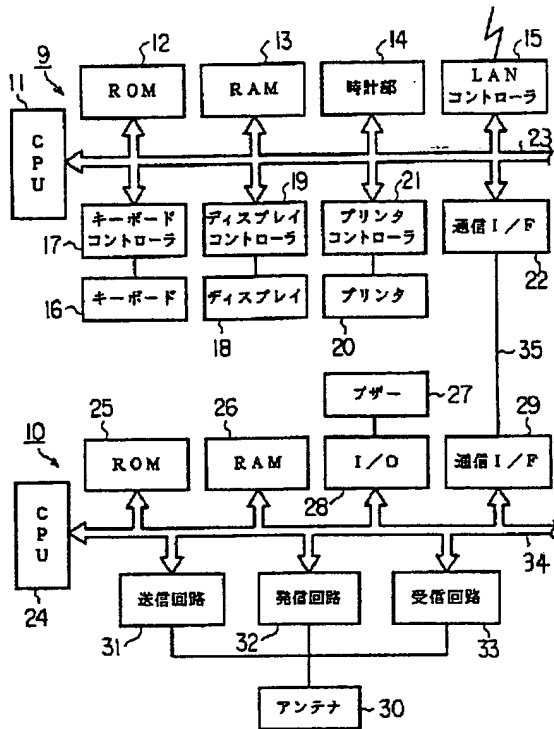 12
13
14
15
9
11
ROM
RAM
時計部
LAN
コントローラ
CPU
23
19
21
キーボード
コントローラ
ディスプレイ
コントローラ
プリンタ
コントローラ
通信I/F
17
22
キーボード
ディスプレイ
プリンタ
16
18
20
35
ブザー
27
25
26
29
10
ROM
RAM
I/O
通信I/F
28
CPU
34
24
送信回路
発信回路
受信回路
31
32
33
アンテナ
30